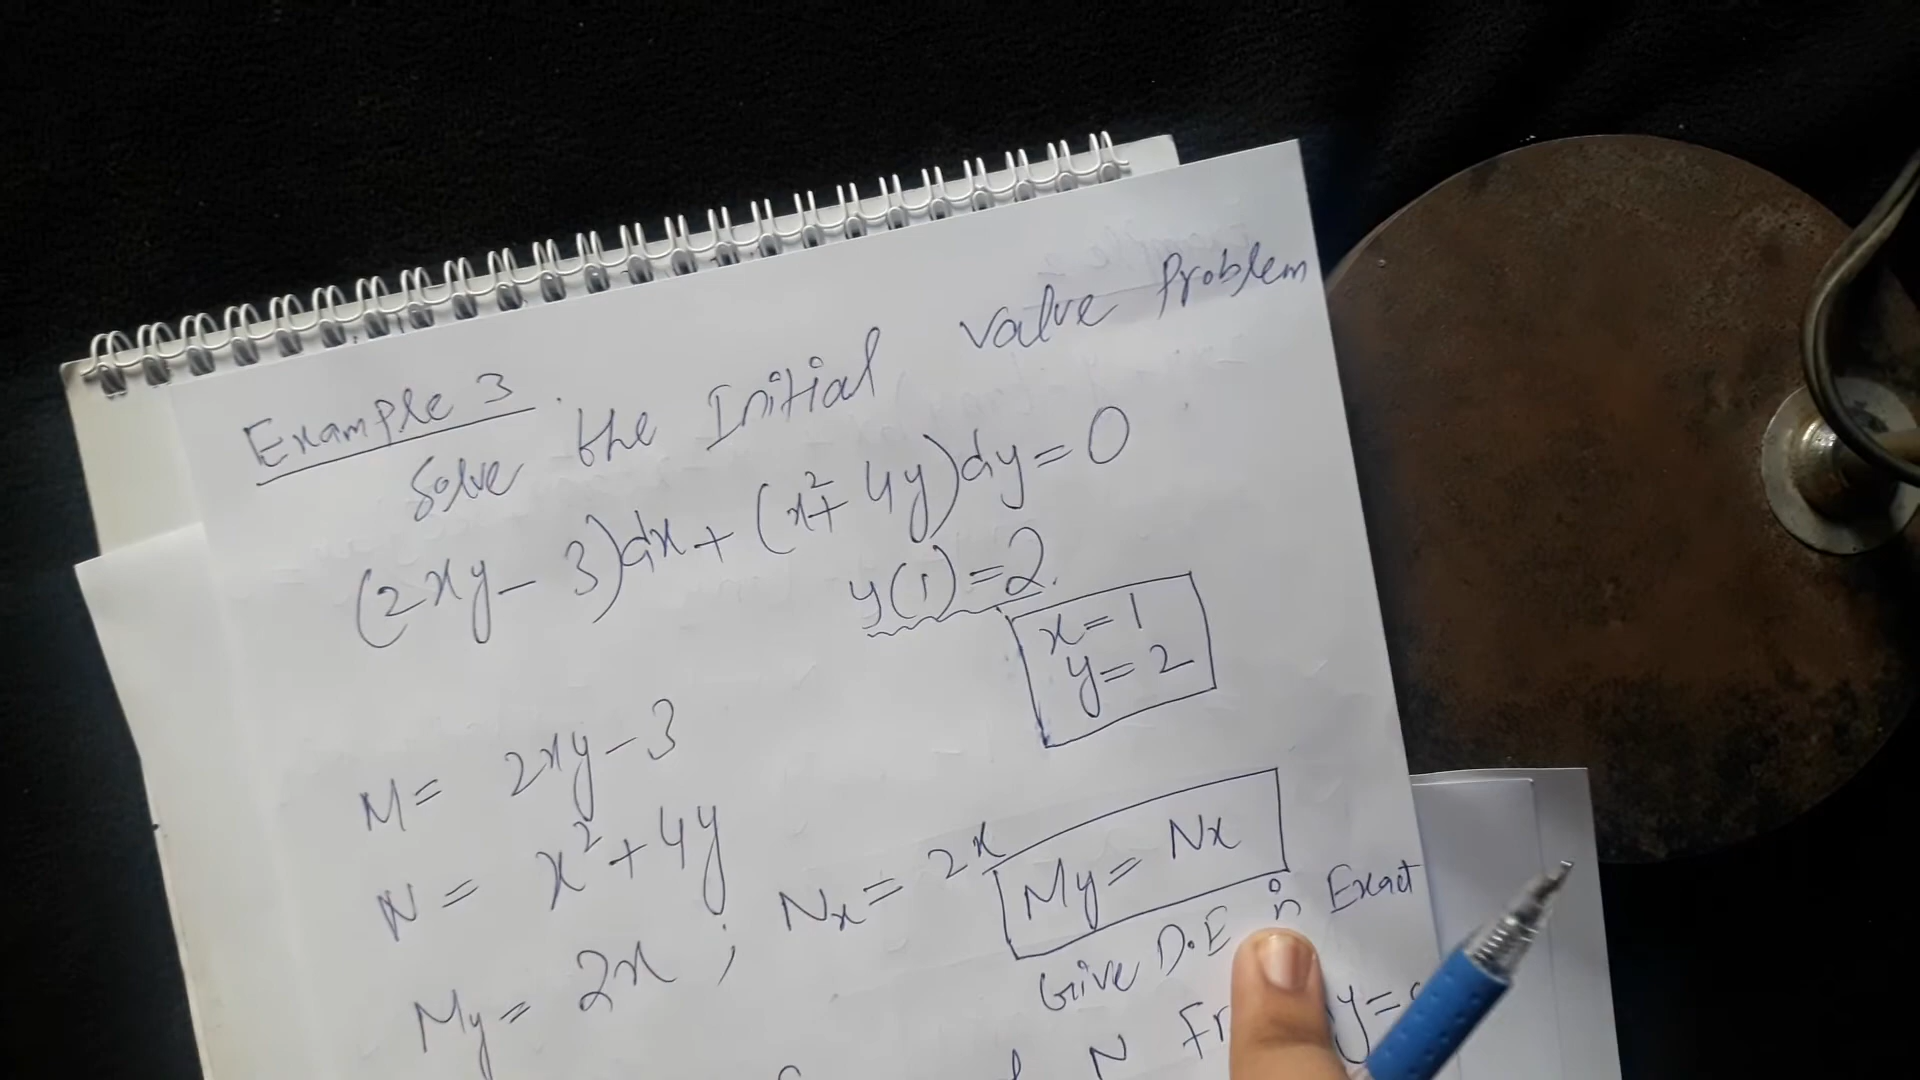 Example 3.
Solve the Initial value Problem
(2xy - 3)dx + (x²+ 4y)dy = 0
y(1) = 2.
x = 1
y = 2
M = 2xy - 3
N = x² + 4y
My = 2x ; Nx = 2x
My = Nx
Give D.E is Exact
N Fr y =